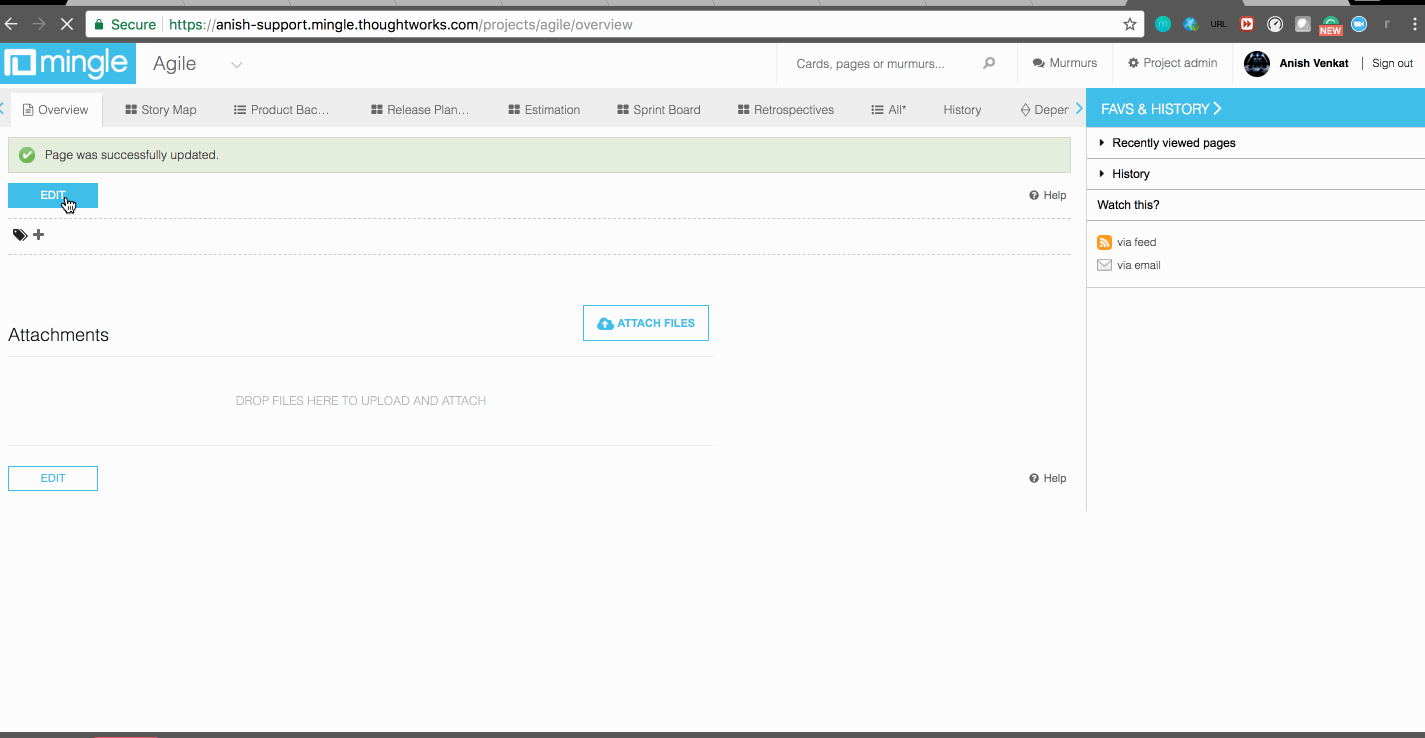 Secure https://anish-support.mingle.thoughtworks.com/projects/agile/overview URL NEW r
mingle Agile Cards, pages or murmurs... Murmurs Project admin Anish Venkat | Sign out
Overview Story Map Product Bac... Release Plan... Estimation Sprint Board Retrospectives All* History Deper FAVS & HISTORY
Page was successfully updated.
Recently viewed pages
History
EDIT Help
Watch this?
via feed
via email
ATTACH FILES
Attachments
DROP FILES HERE TO UPLOAD AND ATTACH
EDIT Help